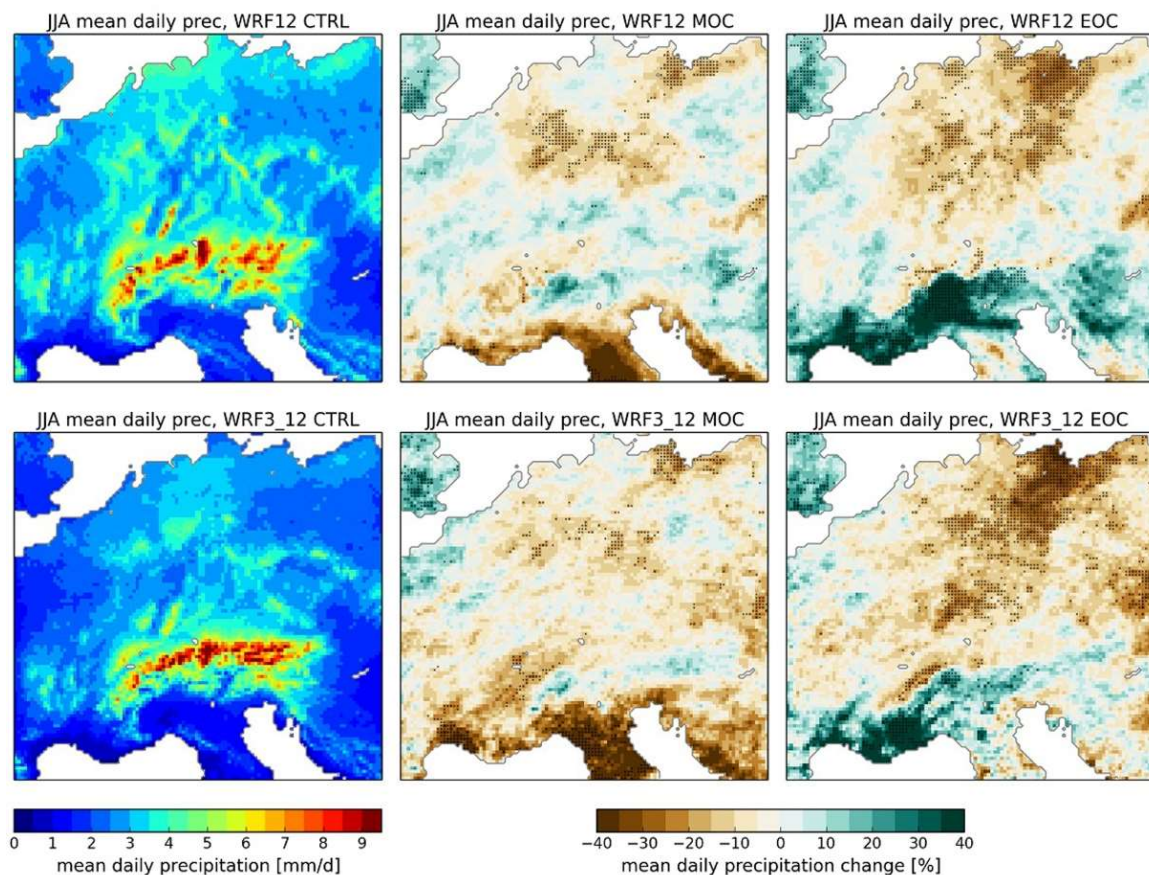 JJA mean daily prec, WRF12 CTRL
JJA mean daily prec, WRF12 MOC
JJA mean daily prec, WRF12 EOC
JJA mean daily prec, WRF3_12 CTRL
JJA mean daily prec, WRF3_12 MOC
JJA mean daily prec, WRF3_12 EOC
0 1 2 3 4 5 6 7 8 9
mean daily precipitation [mm/d]
−40 −30 −20 −10 0 10 20 30 40
mean daily precipitation change [%]